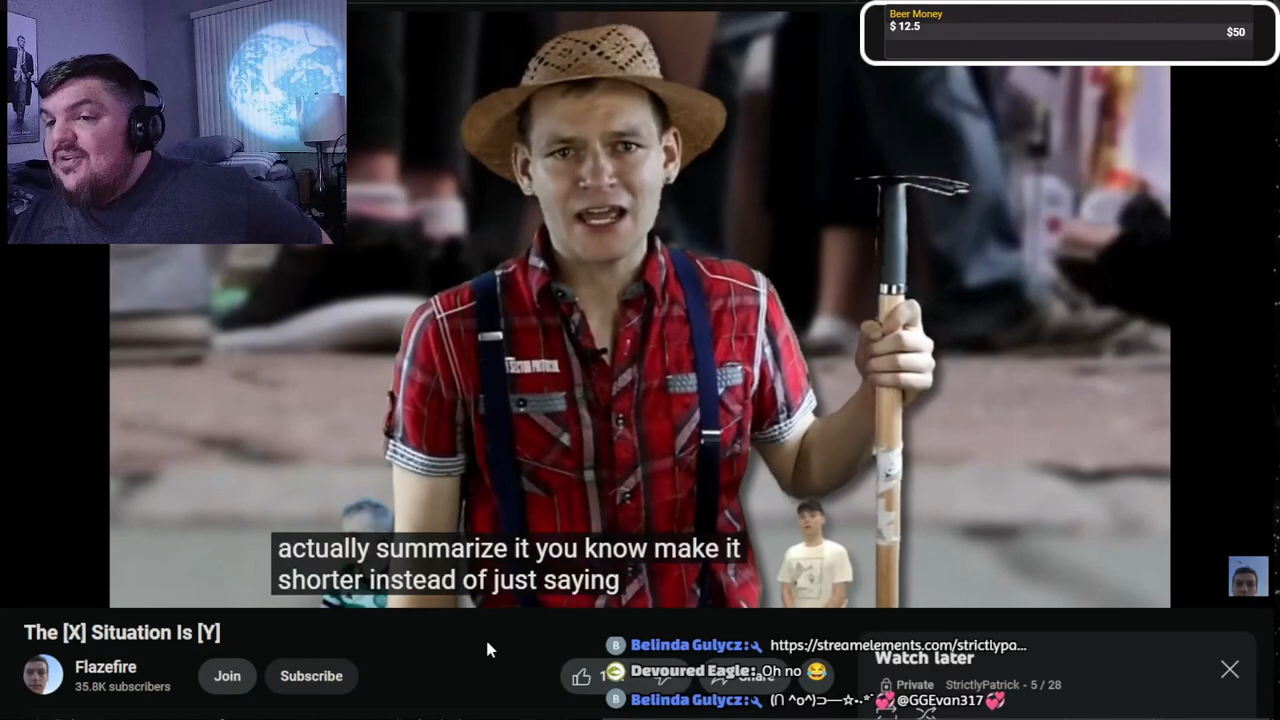 Beer Money
$ 12.5
$50
actually summarize it you know make it
shorter instead of just saying
The [X] Situation Is [Y]
Flazefire
35.8K subscribers
Join
Subscribe
Belinda Gulycz: https://streamelements.com/strictlypa...
Devoured Eagle: Oh no 😂
Belinda Gulycz: (∩ ^o^)⊃━☆ﾟ.*💞 @GGEvan317 💞
Watch later
Private StrictlyPatrick - 5 / 28